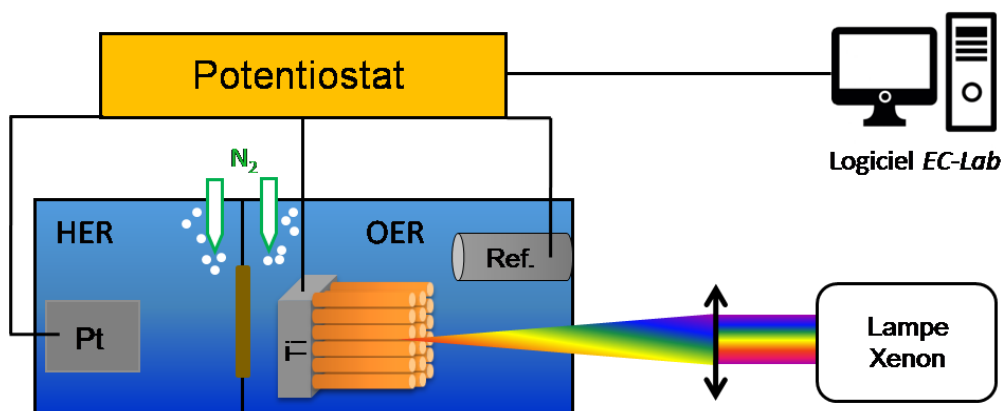 Potentiostat
Logiciel EC-Lab
N2
HER
OER
Ref.
Pt
Ti
Lampe
Xenon